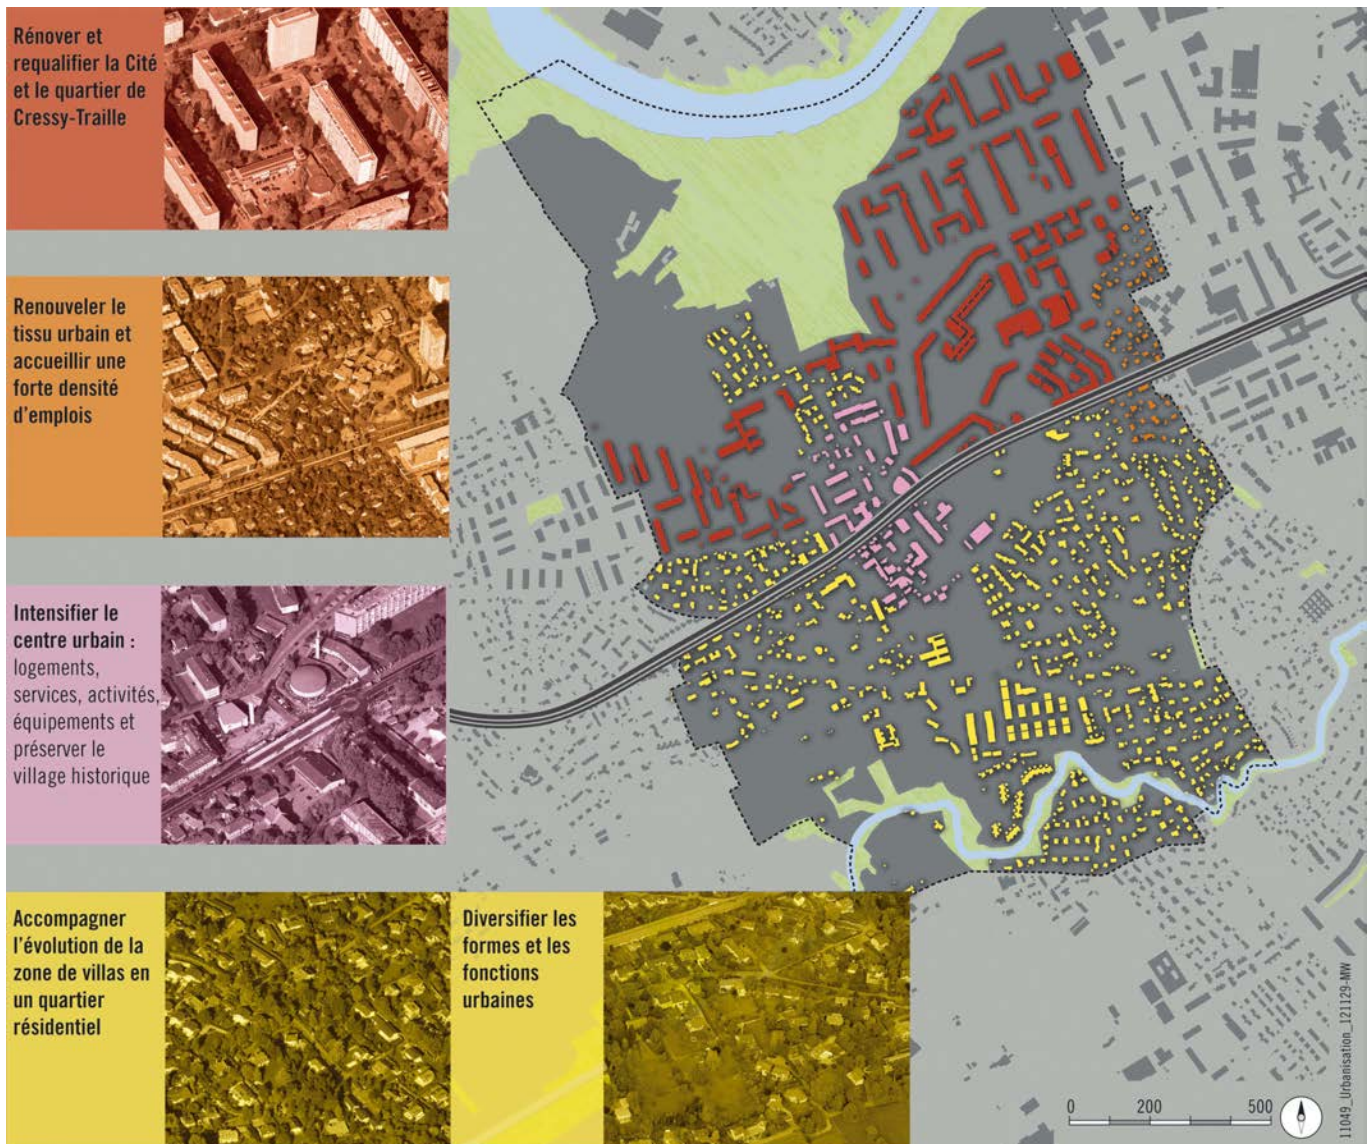 Rénover et
requalifier la Cité
et le quartier de
Cressy-Traille
Renouveler le
tissu urbain et
accueillir une
forte densité
d'emplois
Intensifier le
centre urbain :
logements,
services, activités,
équipements et
préserver le
village historique
Accompagner
l'évolution de la
zone de villas en
un quartier
résidentiel
Diversifier les
formes et les
fonctions
urbaines
0 200 500
11049_Urbanisation_121129-MW